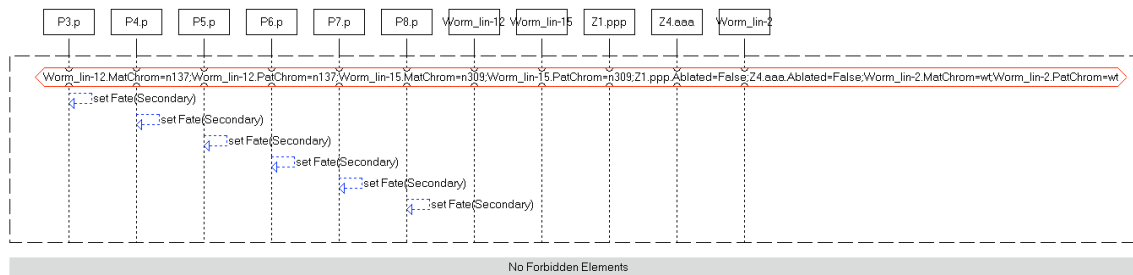 P3.p P4.p P5.p P6.p P7.p P8.p Worm_lin-12 Worm_lin-15 Z1.ppp Z4.aaa Worm_lin-2
Worm_lin-12.MatChrom=n137;Worm_lin-12.PatChrom=n137;Worm_lin-15.MatChrom=n309;Worm_lin-15.PatChrom=n309;Z1.ppp.Ablated=False;Z4.aaa.Ablated=False;Worm_lin-2.MatChrom=wt;Worm_lin-2.PatChrom=wt
set Fate(Secondary)
set Fate(Secondary)
set Fate(Secondary)
set Fate(Secondary)
set Fate(Secondary)
set Fate(Secondary)
No Forbidden Elements